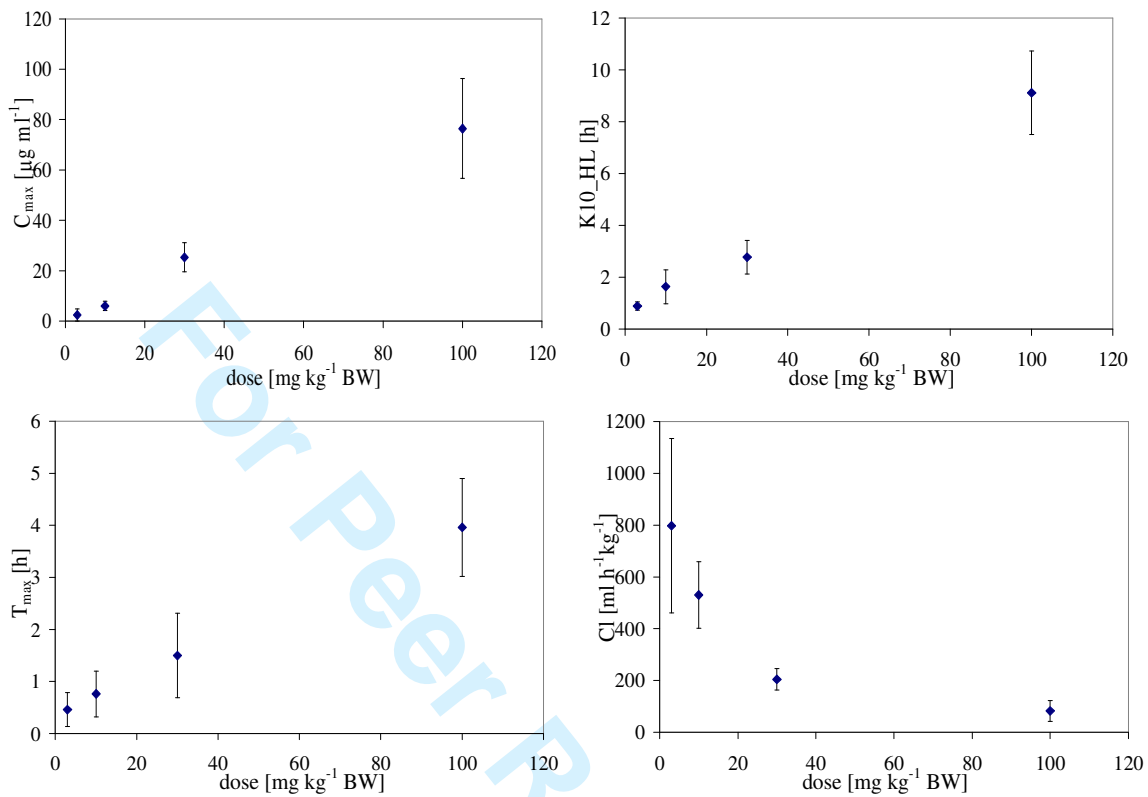 120
100
80
60
40
20
0
C_max [µg ml⁻¹]
0 20 40 60 80 100 120
dose [mg kg⁻¹ BW]
12
10
8
6
4
2
0
K10_HL [h]
0 20 40 60 80 100 120
dose [mg kg⁻¹ BW]
6
5
4
3
2
1
0
T_max [h]
0 20 40 60 80 100 120
dose [mg kg⁻¹ BW]
1200
1000
800
600
400
200
0
Cl [ml h⁻¹kg⁻¹]
0 20 40 60 80 100 120
dose [mg kg⁻¹ BW]
For Peer R